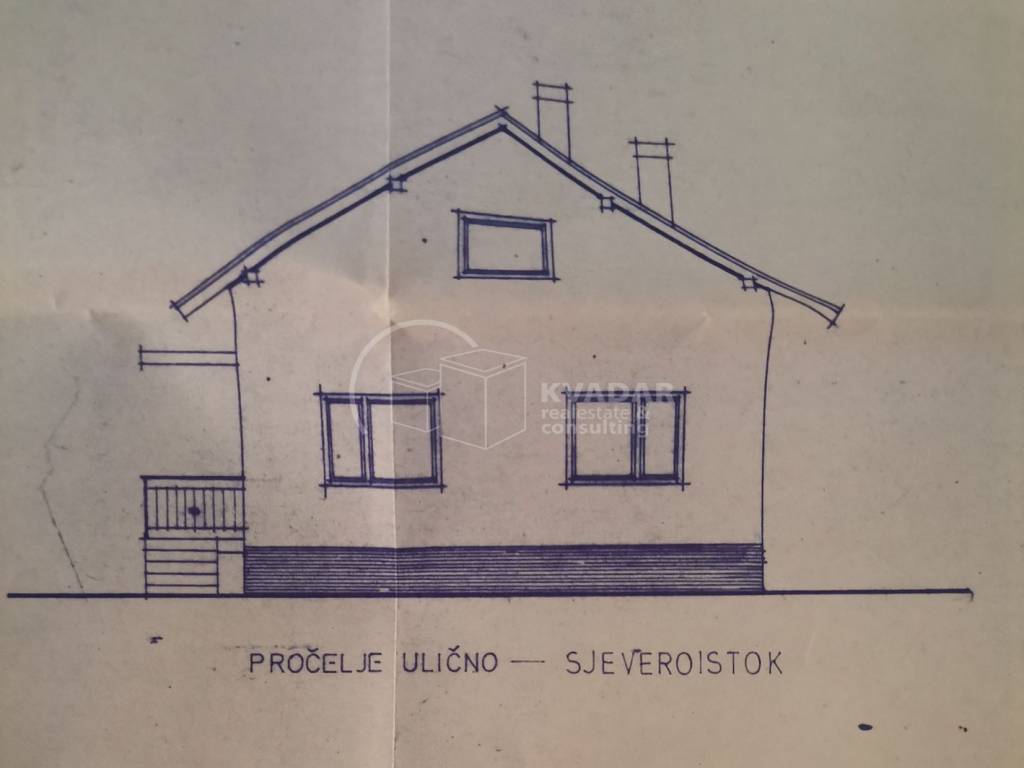 KVADAR
realestate &
consulting
PROČELJE ULIČNO — SJEVEROISTOK